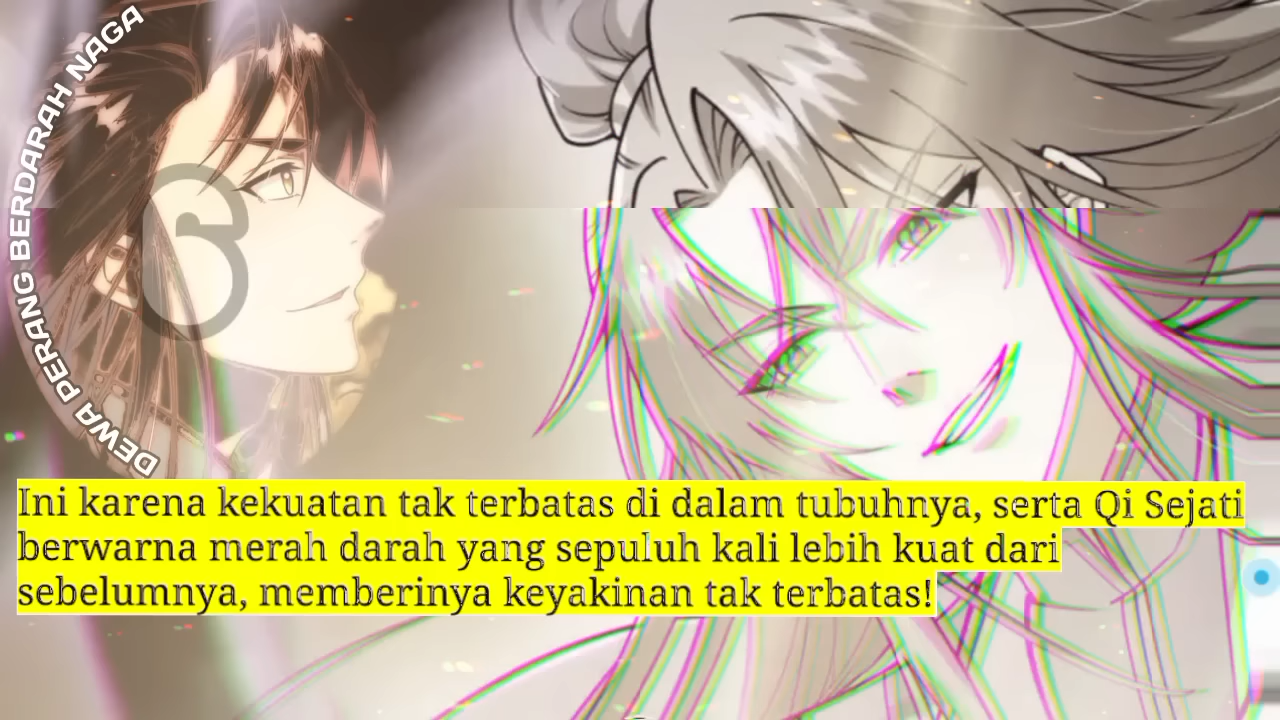 DEWA PERANG BERDARAH NAGA
6
Ini karena kekuatan tak terbatas di dalam tubuhnya, serta Qi Sejati
berwarna merah darah yang sepuluh kali lebih kuat dari
sebelumnya, memberinya keyakinan tak terbatas!